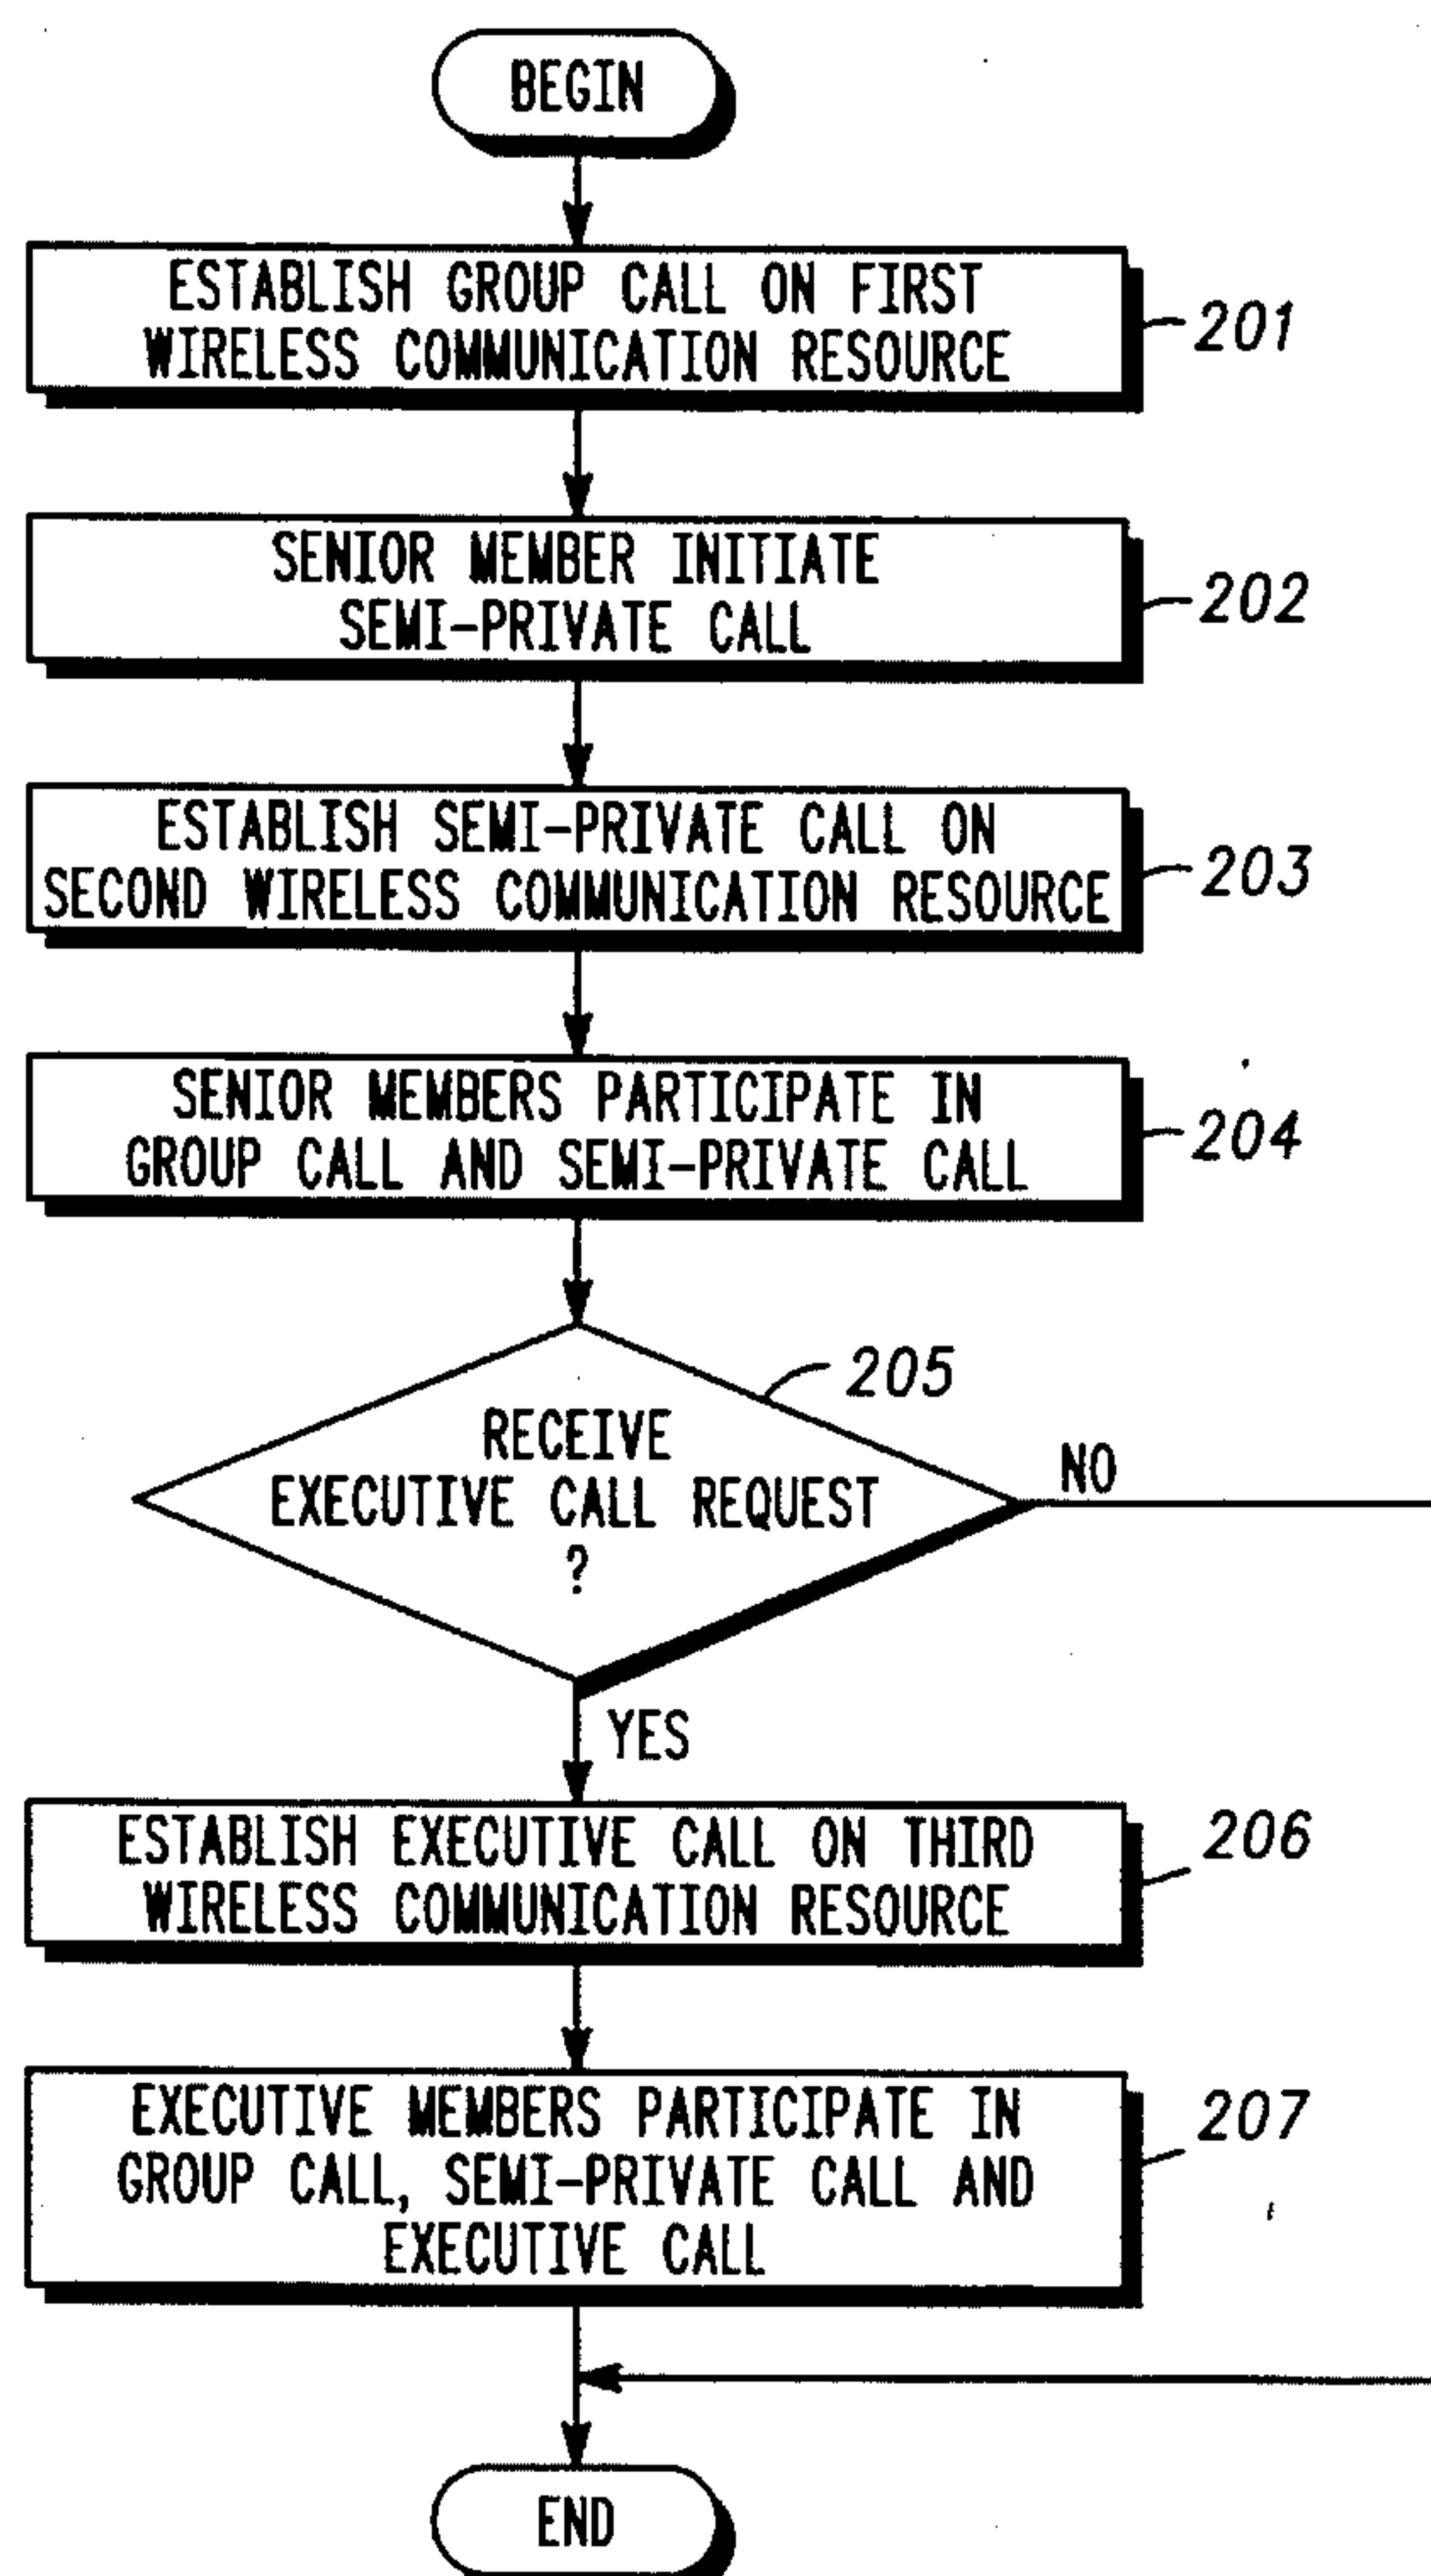 BEGIN
ESTABLISH GROUP CALL ON FIRST
WIRELESS COMMUNICATION RESOURCE
201
SENIOR MEMBER INITIATE
SEMI-PRIVATE CALL
202
ESTABLISH SEMI-PRIVATE CALL ON
SECOND WIRELESS COMMUNICATION RESOURCE
203
SENIOR MEMBERS PARTICIPATE IN
GROUP CALL AND SEMI-PRIVATE CALL
204
205
RECEIVE
EXECUTIVE CALL REQUEST
?
NO
YES
ESTABLISH EXECUTIVE CALL ON THIRD
WIRELESS COMMUNICATION RESOURCE
206
EXECUTIVE MEMBERS PARTICIPATE IN
GROUP CALL, SEMI-PRIVATE CALL AND
EXECUTIVE CALL
207
END